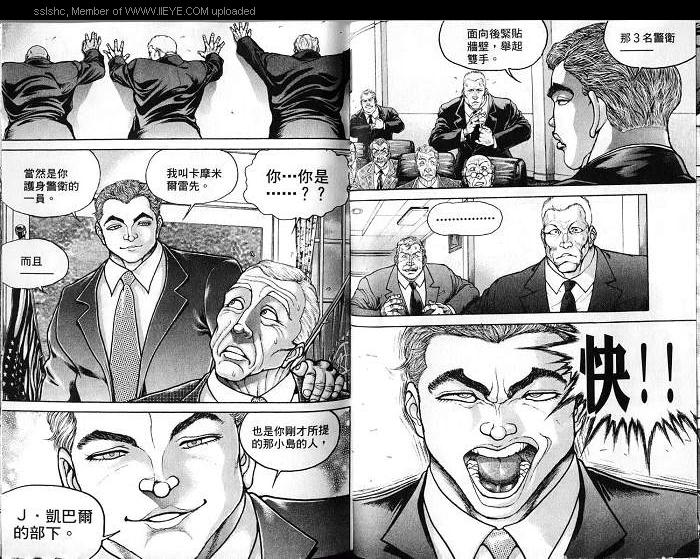 sslshc, Member of WWW.IIEYE.COM uploaded
那3名警衛
——
面向後緊貼
牆壁，舉起
雙手。
……………
快！！
你…你是
……？？
我叫卡摩米
爾雷先。
當然是你
護身警衛的
一員。
而且
——
也是你剛才所提
的那小島的人，
J・凱巴爾
的部下。